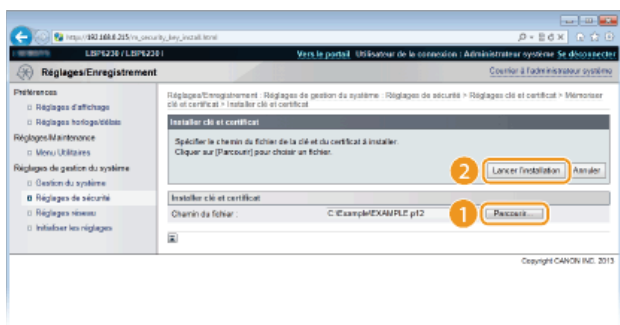 http://192.168.6.215/m_security_key_install.html
LBP6230 / LBP6230 I
Vers le portail Utilisateur de la connexion : Administrateur système Se déconnecter
Réglages/Enregistrement
Courrier à l'administrateur système
Préférences
Réglages d'affichage
Réglages horloge/délais
Réglages/Maintenance
Menu Utilitaires
Réglages de gestion du système
Gestion du système
Réglages de sécurité
Réglages réseau
Initialiser les réglages
Réglages/Enregistrement : Réglages de gestion du système : Réglages de sécurité > Réglages clé et certificat > Mémoriser
clé et certificat > Installer clé et certificat
Installer clé et certificat
Spécifier le chemin du fichier de la clé et du certificat à installer.
Cliquer sur [Parcourir] pour choisir un fichier.
2
Lancer l'installation
Annuler
Installer clé et certificat
Chemin du fichier :
C:\Example\EXAMPLE.p12
1
Parcourir...
Copyright CANON INC. 2013